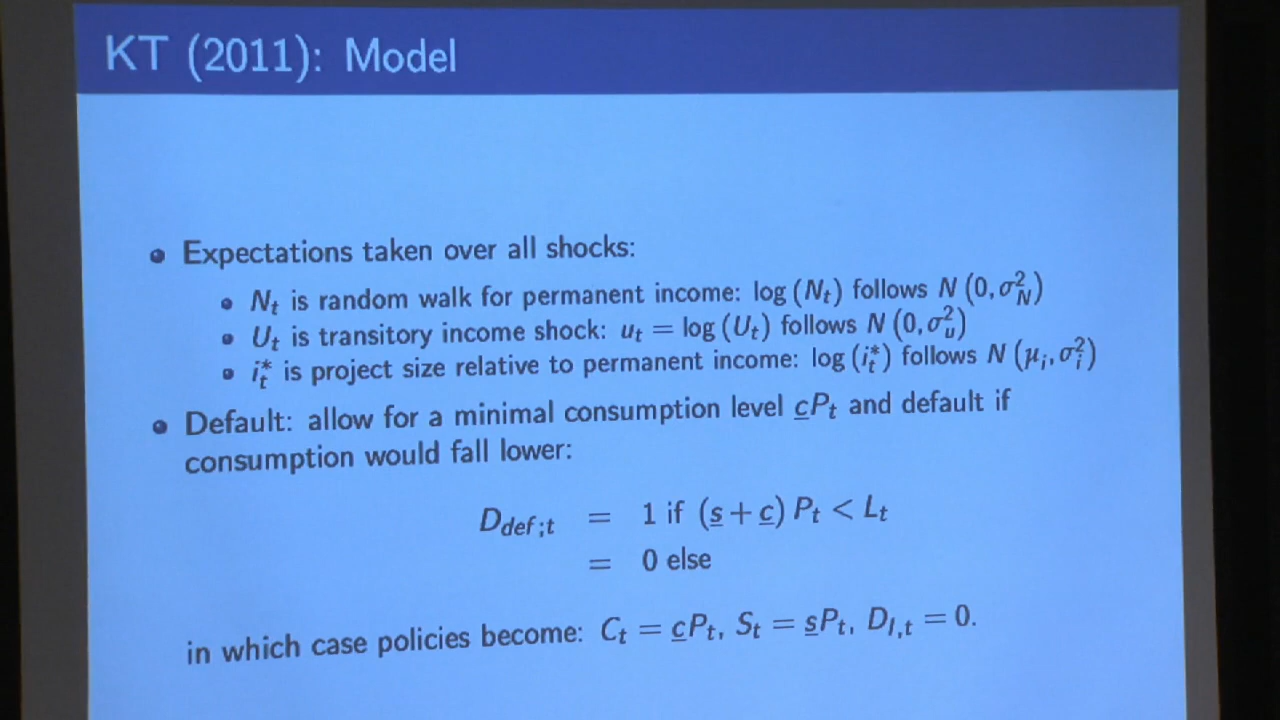 KT (2011): Model
• Expectations taken over all shocks:
• N_t is random walk for permanent income: log (N_t) follows N (0, σ_N^2)
• U_t is transitory income shock: u_t = log (U_t) follows N (0, σ_u^2)
• i_t^* is project size relative to permanent income: log (i_t^*) follows N (μ_i, σ_i^2)
• Default: allow for a minimal consumption level c̲P_t and default if
consumption would fall lower:
D_{def;t} = 1 if (s̲ + c̲) P_t < L_t
= 0 else
in which case policies become: C_t = c̲P_t, S_t = s̲P_t, D_{I,t} = 0.